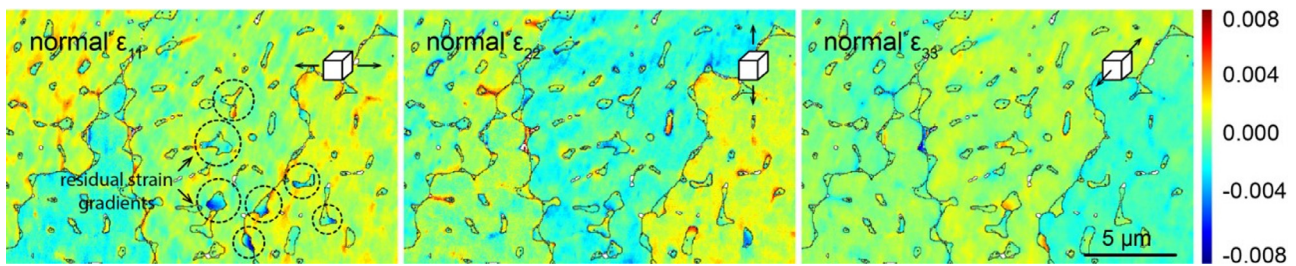 normal ε₁₁
normal ε₂₂
normal ε₃₃
residual strain
gradients
5 µm
0.008
0.004
0.000
-0.004
-0.008